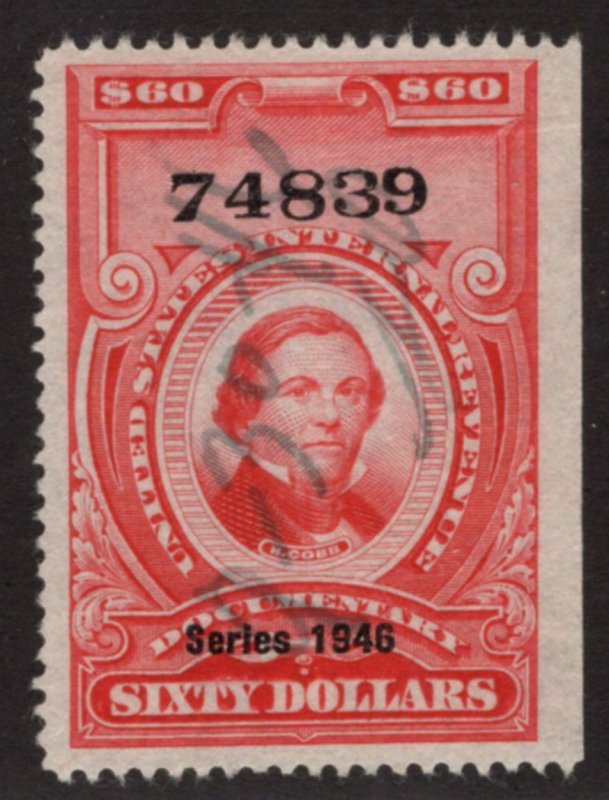 $60 $60
74839
UNITED STATES INTERNAL REVENUE
H. COBB
DOCUMENTARY
Series 1946
SIXTY DOLLARS